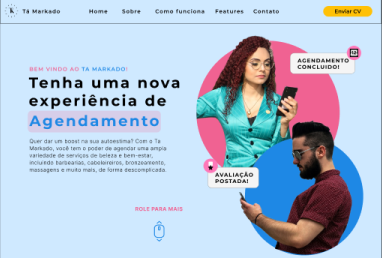 Tá Markado
Home Sobre Como funciona Features Contato
Enviar CV
BEM VINDO AO TA MARKADO!
Tenha uma nova
experiência de
Agendamento
Quer dar um boost na sua autoestima? Com o Ta
Markado, você tem o poder de agendar uma ampla
variedade de serviços de beleza e bem-estar,
incluindo barbearias, cabeleireiros, bronzeamento,
massagens e muito mais, de forma descomplicada.
AGENDAMENTO
CONCLUIDO!
AVALIAÇÃO
POSTADA!
ROLE PARA MAIS